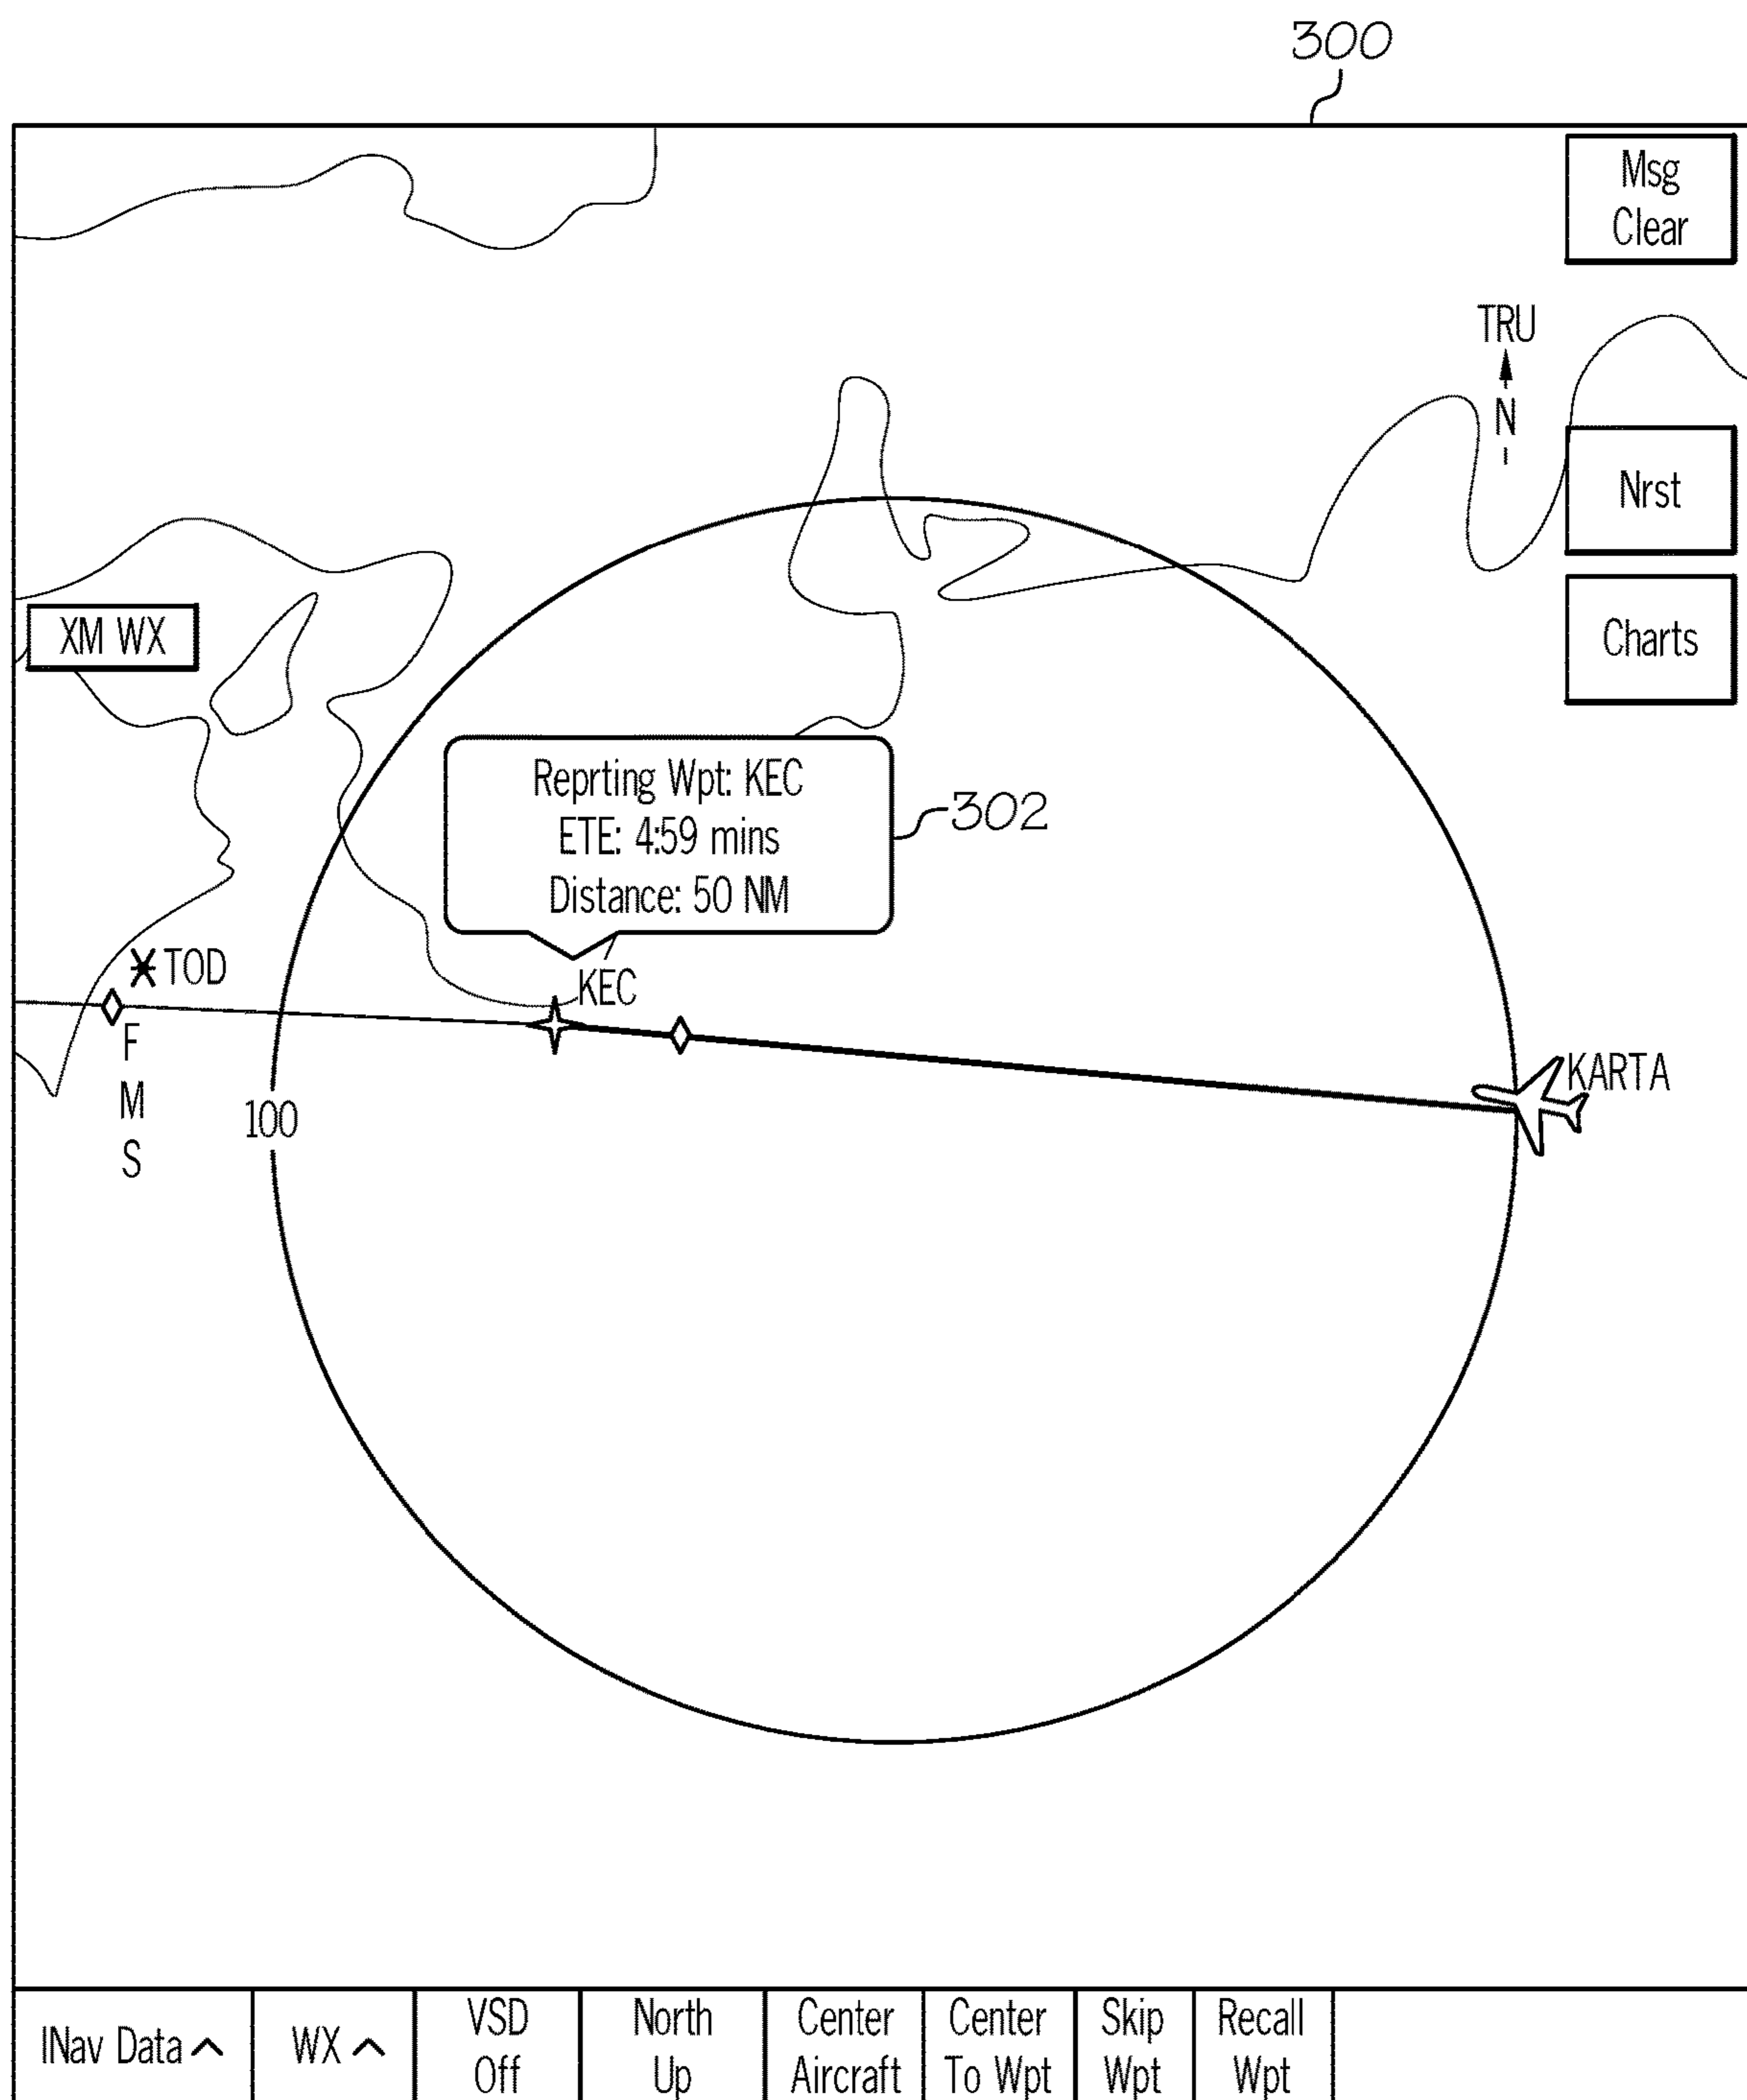 300
Msg
Clear
TRU
N
Nrst
Charts
XM WX
Reprting Wpt: KEC
ETE: 4:59 mins
Distance: 50 NM
302
TOD
KEC
F
M
S
100
KARTA
INav Data
WX
VSD
Off
North
Up
Center
Aircraft
Center
To Wpt
Skip
Wpt
Recall
Wpt